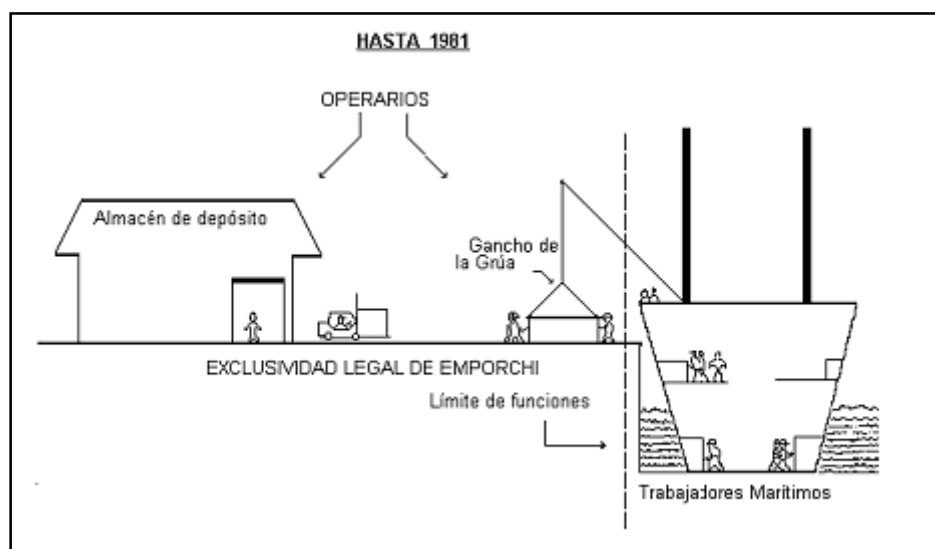 HASTA 1981
OPERARIOS
Almacén de depósito
Gancho de
la Grúa
EXCLUSIVIDAD LEGAL DE EMPORCHI
Límite de funciones
Trabajadores Marítimos